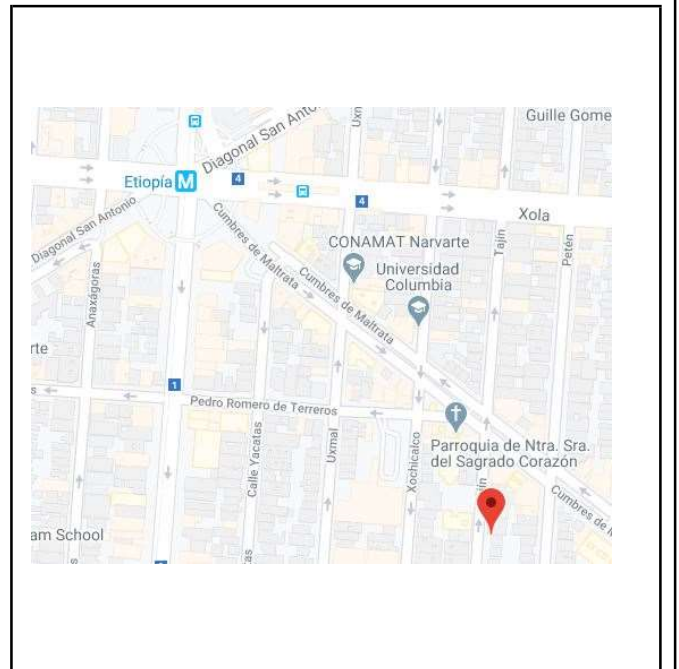 Diagonal San Anto
Uxn
Guille Gome
Etiopía M
4
4
Xola
Diagonal San Antonio
Cumbres de Maltrata
CONAMAT Narvarte
Tajín
Petén
Universidad
Columbia
Cumbres de Maltrata
Anaxágoras
rte
s
1
Pedro Romero de Terreros
Calle Yacatas
Uxmal
Xochicalco
Parroquia de Ntra. Sra.
del Sagrado Corazón
Cumbres de M
am School
tas